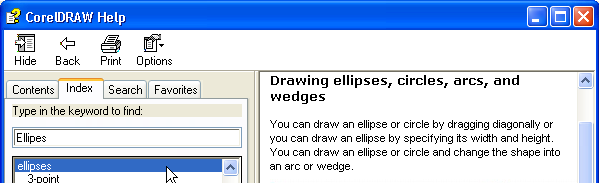 CorelDRAW Help
Hide Back Print Options
Contents Index Search Favorites
Type in the keyword to find:
Ellipes
ellipses
3-point
Drawing ellipses, circles, arcs, and
wedges
You can draw an ellipse or circle by dragging diagonally or
you can draw an ellipse by specifying its width and height.
You can draw an ellipse or circle and change the shape into
an arc or wedge.